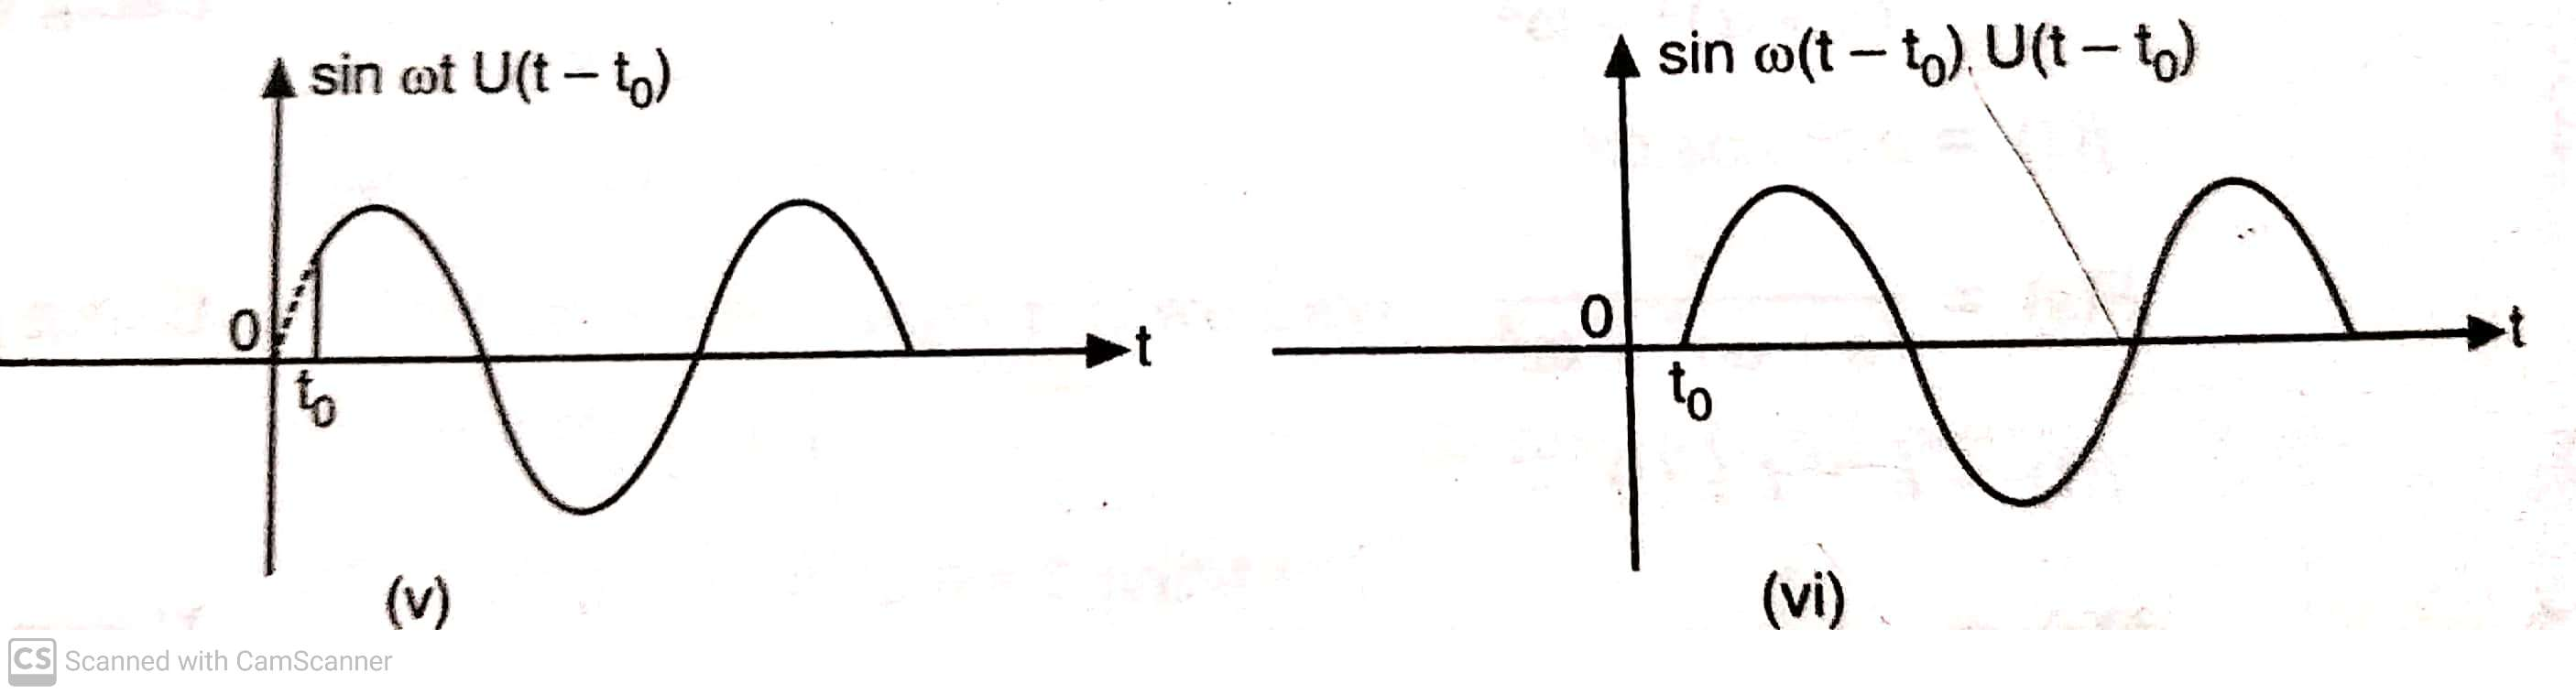 sin ωt U(t – t₀)
0
t
t₀
(v)
sin ω(t – t₀) U(t – t₀)
0
t
t₀
(vi)
CS Scanned with CamScanner